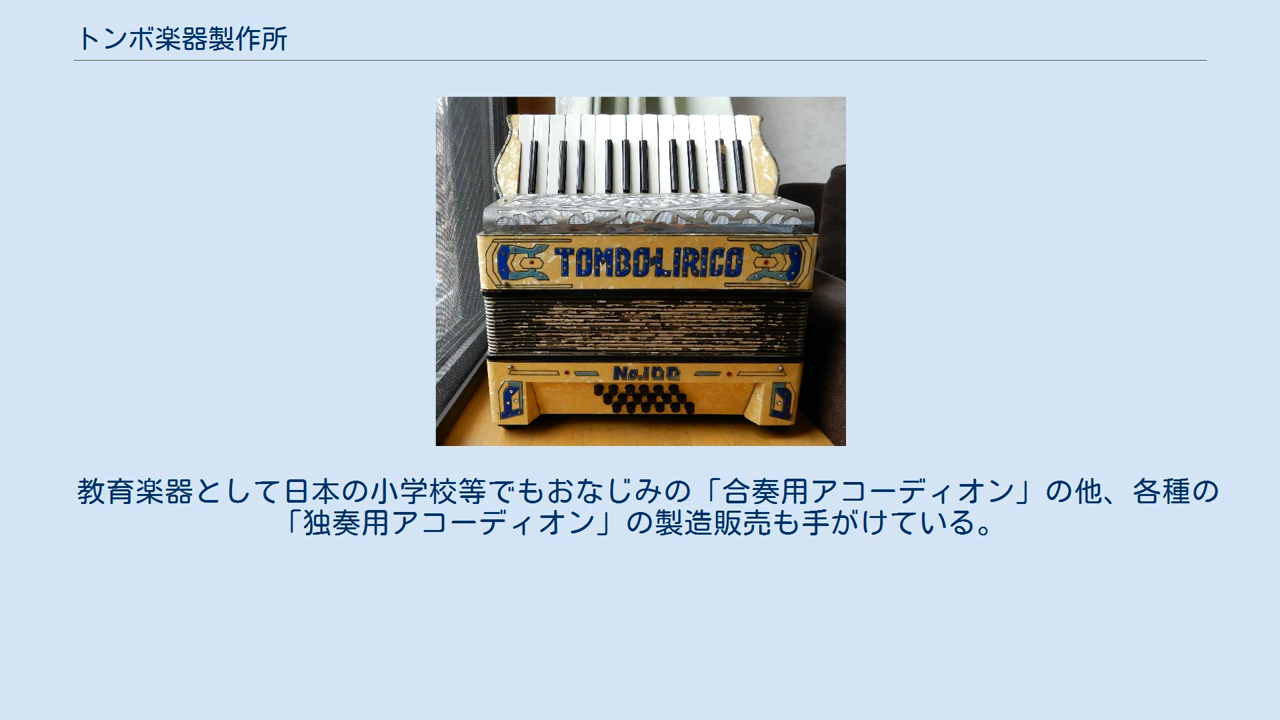 トンボ楽器製作所
TOMBO-LIRICO
No.100
教育楽器として日本の小学校等でもおなじみの「合奏用アコーディオン」の他、各種の
「独奏用アコーディオン」の製造販売も手がけている。